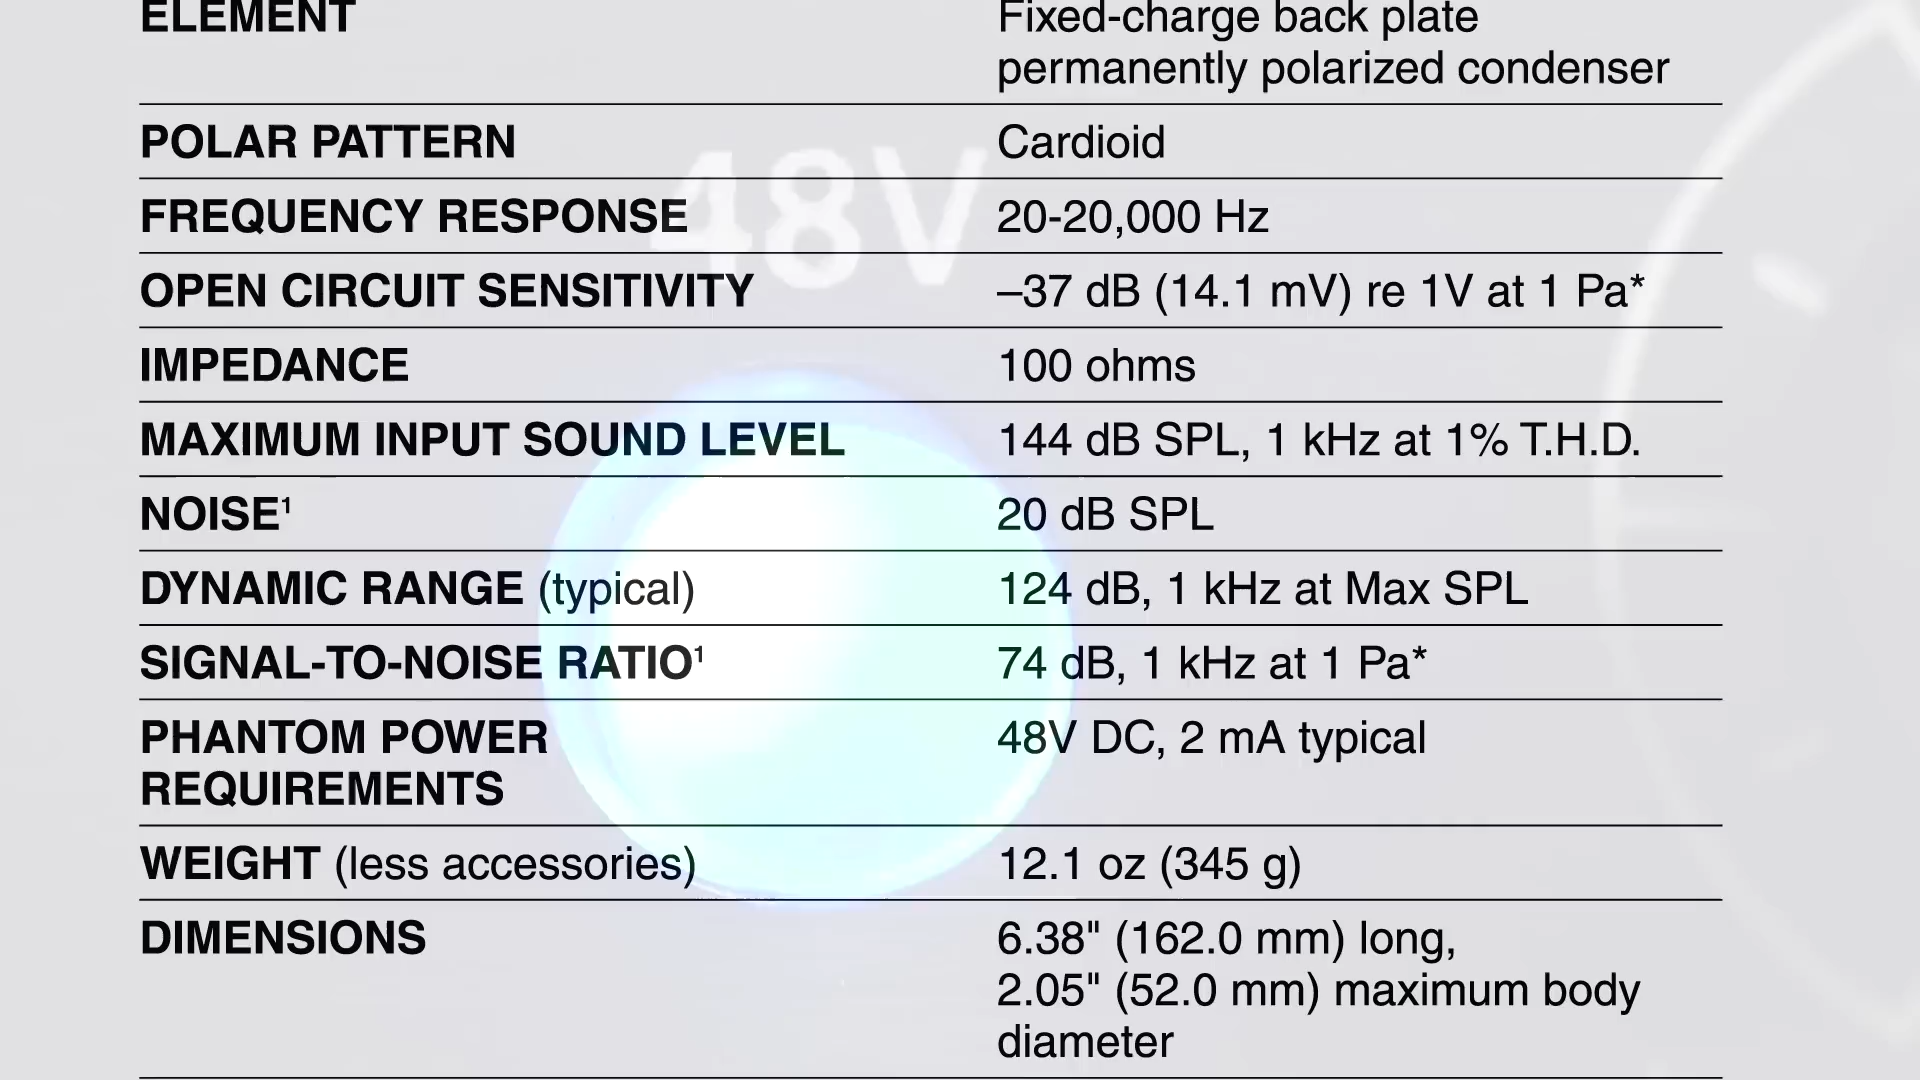 ELEMENT Fixed-charge back plate
permanently polarized condenser
POLAR PATTERN Cardioid
48V
FREQUENCY RESPONSE 20-20,000 Hz
OPEN CIRCUIT SENSITIVITY –37 dB (14.1 mV) re 1V at 1 Pa*
IMPEDANCE 100 ohms
MAXIMUM INPUT SOUND LEVEL 144 dB SPL, 1 kHz at 1% T.H.D.
NOISE¹ 20 dB SPL
DYNAMIC RANGE (typical) 124 dB, 1 kHz at Max SPL
SIGNAL-TO-NOISE RATIO¹ 74 dB, 1 kHz at 1 Pa*
PHANTOM POWER 48V DC, 2 mA typical
REQUIREMENTS
WEIGHT (less accessories) 12.1 oz (345 g)
DIMENSIONS 6.38" (162.0 mm) long,
2.05" (52.0 mm) maximum body
diameter